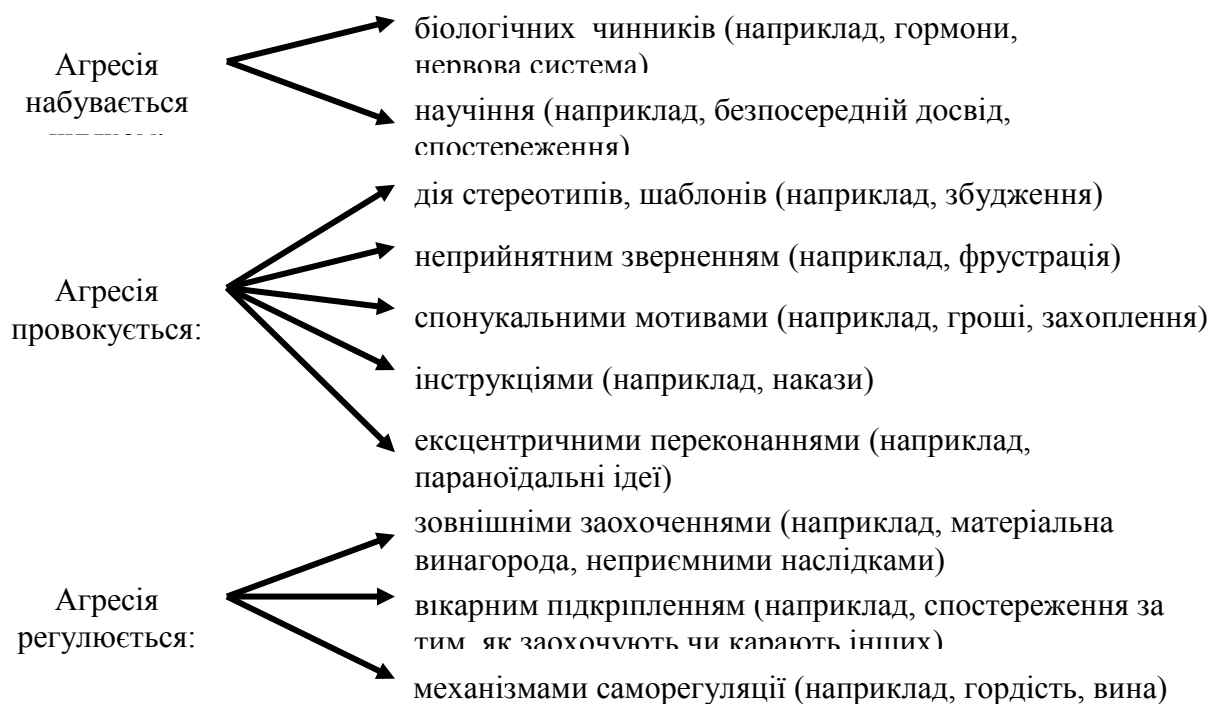 біологічних чинників (наприклад, гормони,
нервова система)
Агресія
набувається
научіння (наприклад, безпосередній досвід,
спостереження)
дія стереотипів, шаблонів (наприклад, збудження)
неприйнятним зверненням (наприклад, фрустрація)
Агресія
провокується:
спонукальними мотивами (наприклад, гроші, захоплення)
інструкціями (наприклад, накази)
ексцентричними переконаннями (наприклад,
параноїдальні ідеї)
зовнішніми заохоченнями (наприклад, матеріальна
винагорода, неприємними наслідками)
Агресія
регулюється:
вікарним підкріпленням (наприклад, спостереження за
тим, як заохочують чи карають інших)
механізмами саморегуляції (наприклад, гордість, вина)